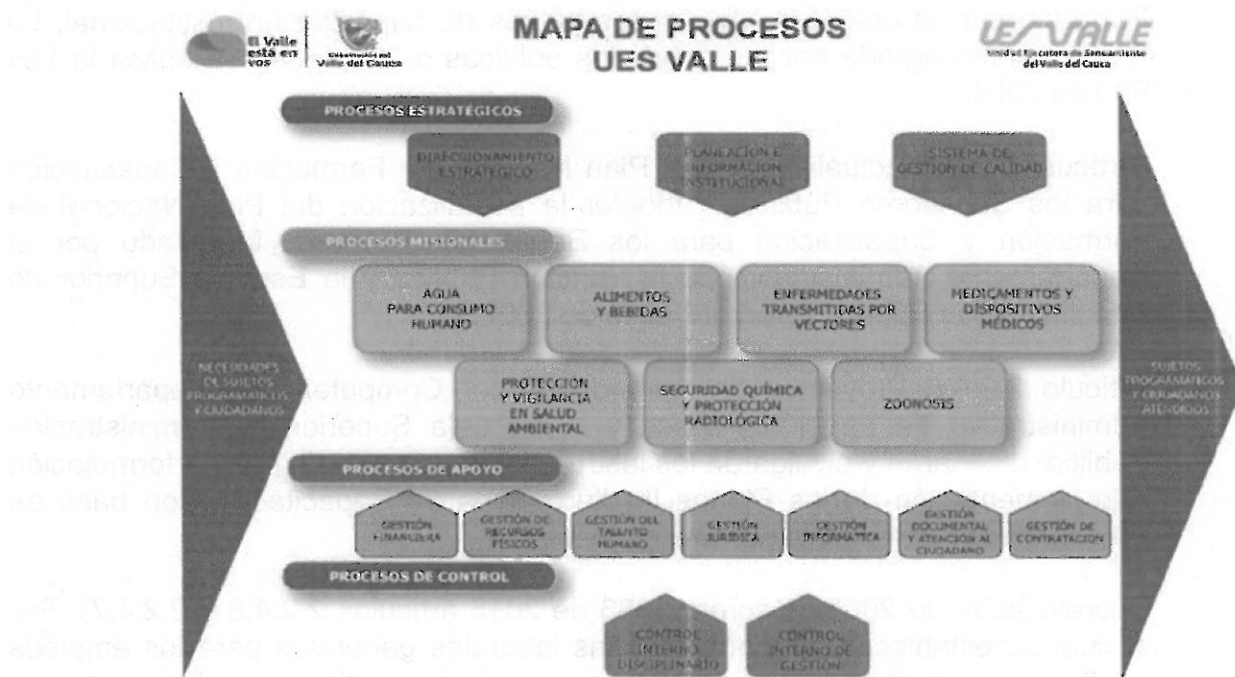 MAPA DE PROCESOS
UES VALLE
El Valle
está en
vos
Gobernación del
Valle del Cauca
UES VALLE
Unidad Ejecutora de Saneamiento
del Valle del Cauca
PROCESOS ESTRATÉGICOS
DIRECCIONAMIENTO
ESTRATÉGICO
PLANEACION E
INFORMACION
INSTITUCIONAL
SISTEMA DE
GESTIÓN DE CALIDAD
PROCESOS MISIONALES
AGUA
PARA CONSUMO
HUMANO
ALIMENTOS
Y BEBIDAS
ENFERMEDADES
TRANSMITIDAS POR
VECTORES
MEDICAMENTOS Y
DISPOSITIVOS
MÉDICOS
NECESIDADES
DE SUJETOS
PROGRAMÁTICOS
Y CIUDADANOS
PROTECCIÓN
Y VIGILANCIA
EN SALUD
AMBIENTAL
SEGURIDAD QUÍMICA
Y PROTECCIÓN
RADIOLÓGICA
ZOONOSIS
SUJETOS
PROGRAMÁTICOS
Y CIUDADANOS
ATENDIDOS
PROCESOS DE APOYO
GESTIÓN
FINANCIERA
GESTIÓN DE
RECURSOS
FÍSICOS
GESTIÓN DEL
TALENTO
HUMANO
GESTIÓN
JURÍDICA
GESTIÓN
INFORMÁTICA
GESTIÓN
DOCUMENTAL
Y ATENCIÓN AL
CIUDADANO
GESTIÓN DE
CONTRATACION
PROCESOS DE CONTROL
CONTROL
INTERNO
DISCIPLINARIO
CONTROL
INTERNO DE
GESTIÓN